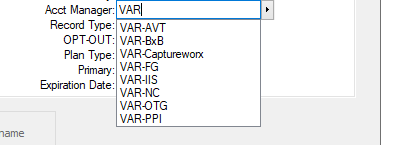 Acct Manager: VAR
Record Type:
OPT-OUT:
Plan Type:
Primary:
Expiration Date:
VAR-AVT
VAR-BxB
VAR-Captureworx
VAR-FG
VAR-IIS
VAR-NC
VAR-OTG
VAR-PPI
name